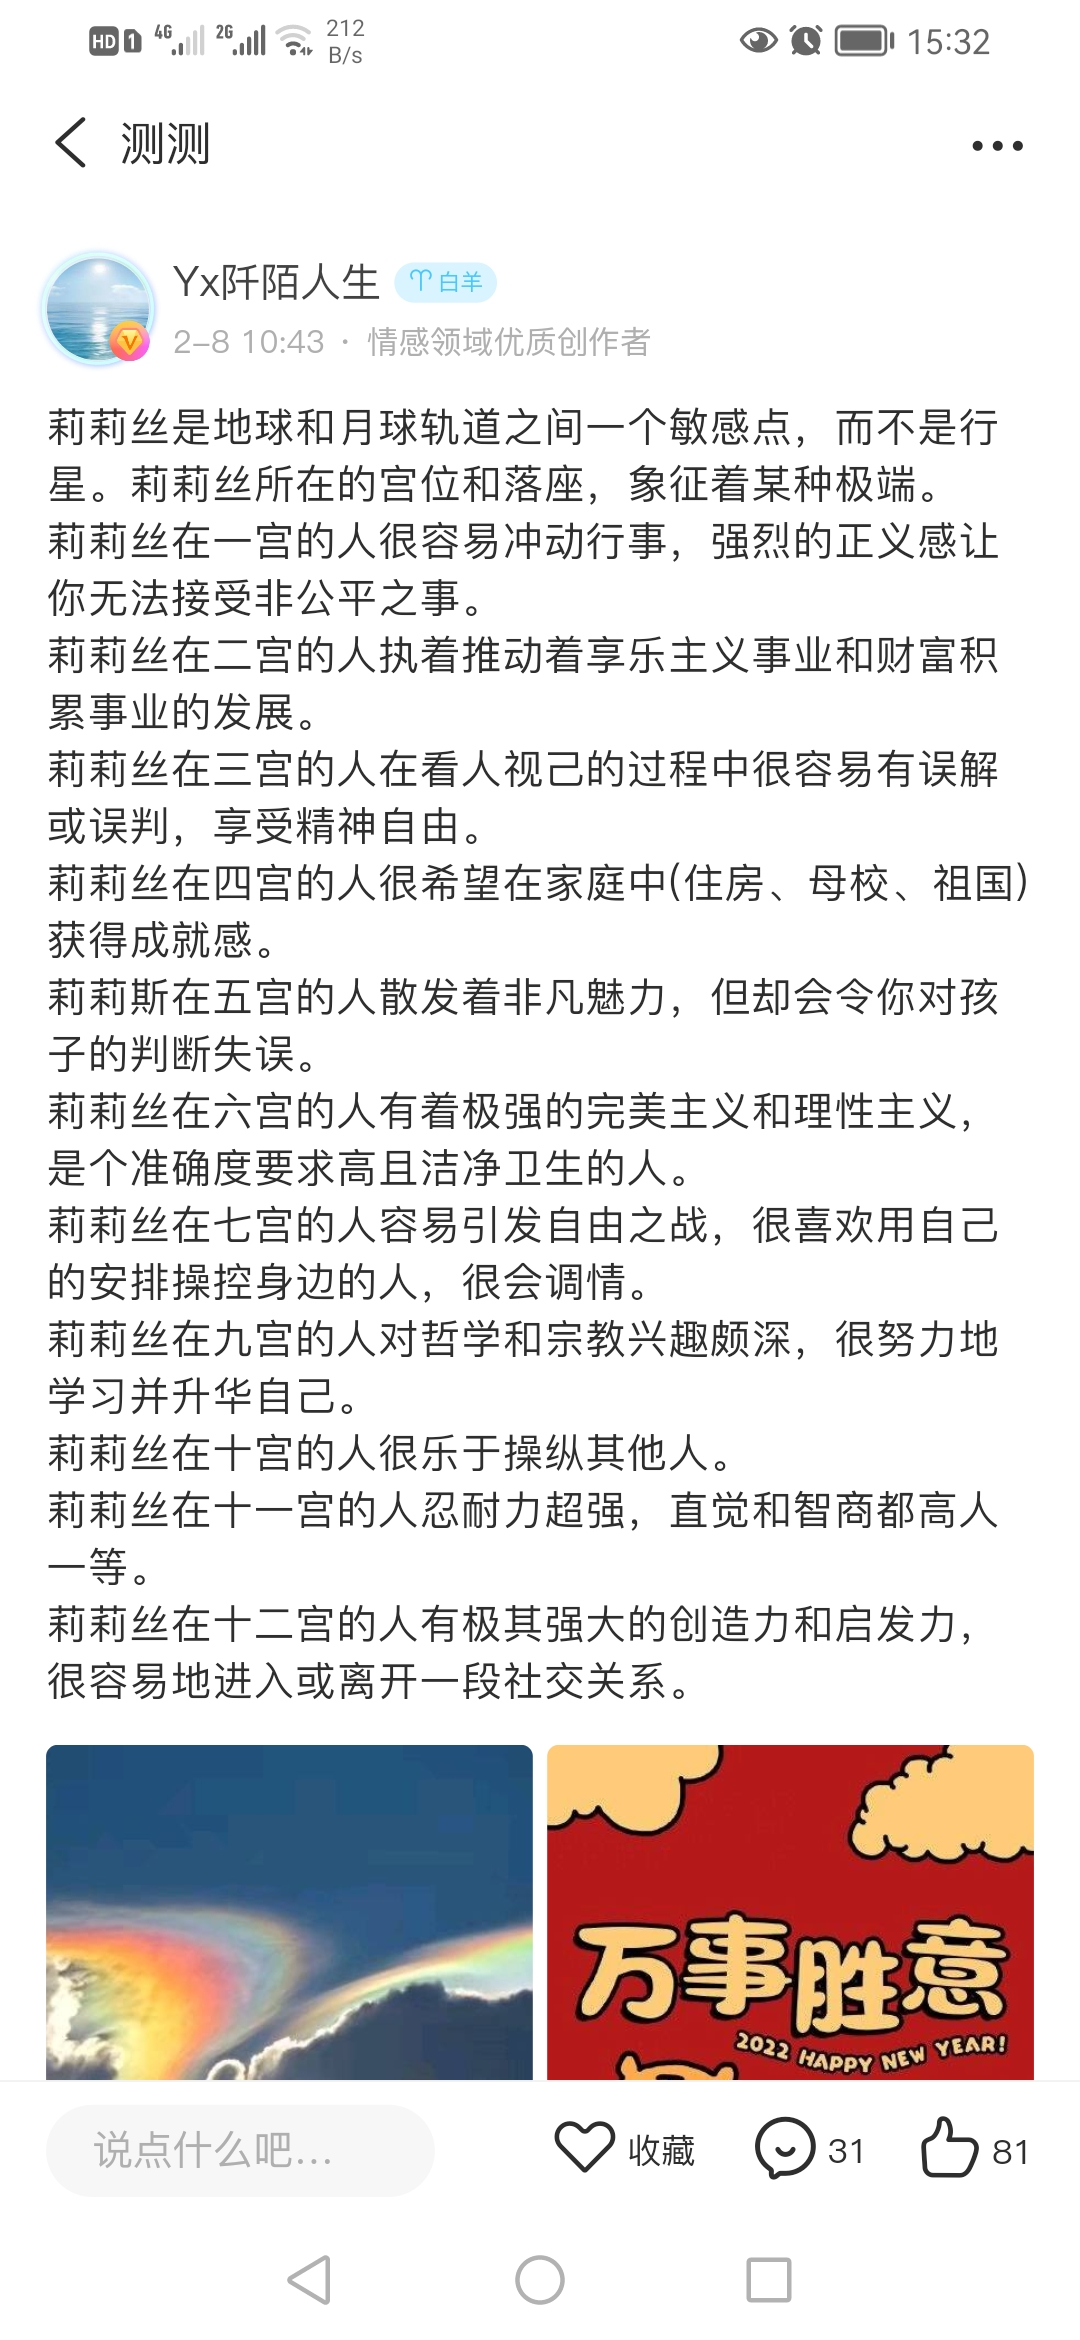 HD 1 4G 2G 212 B/s 15:32
测测
Yx阡陌人生 白羊
2-8 10:43 · 情感领域优质创作者
莉莉丝是地球和月球轨道之间一个敏感点，而不是行
星。莉莉丝所在的宫位和落座，象征着某种极端。
莉莉丝在一宫的人很容易冲动行事，强烈的正义感让
你无法接受非公平之事。
莉莉丝在二宫的人执着推动着享乐主义事业和财富积
累事业的发展。
莉莉丝在三宫的人在看人视己的过程中很容易有误解
或误判，享受精神自由。
莉莉丝在四宫的人很希望在家庭中(住房、母校、祖国)
获得成就感。
莉莉斯在五宫的人散发着非凡魅力，但却会令你对孩
子的判断失误。
莉莉丝在六宫的人有着极强的完美主义和理性主义，
是个准确度要求高且洁净卫生的人。
莉莉丝在七宫的人容易引发自由之战，很喜欢用自己
的安排操控身边的人，很会调情。
莉莉丝在九宫的人对哲学和宗教兴趣颇深，很努力地
学习并升华自己。
莉莉丝在十宫的人很乐于操纵其他人。
莉莉丝在十一宫的人忍耐力超强，直觉和智商都高人
一等。
莉莉丝在十二宫的人有极其强大的创造力和启发力，
很容易地进入或离开一段社交关系。
万事胜意
2022 HAPPY NEW YEAR!
说点什么吧... 收藏 31 81